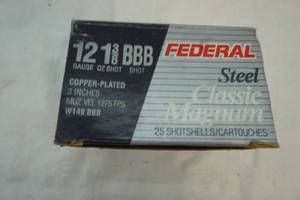 12 1 3/8 BBB
GAUGE OZ SHOT SHOT
COPPER-PLATED
3 INCHES
MUZ VEL 1275 FPS
W149 BBB
FEDERAL
Steel
Classic
Magnum
25 SHOTSHELLS/CARTOUCHES